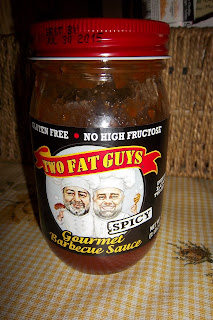 GLUTEN FREE • NO HIGH FRUCTOSE
TWO FAT GUYS
SPICY
Gourmet
Barbecue Sauce